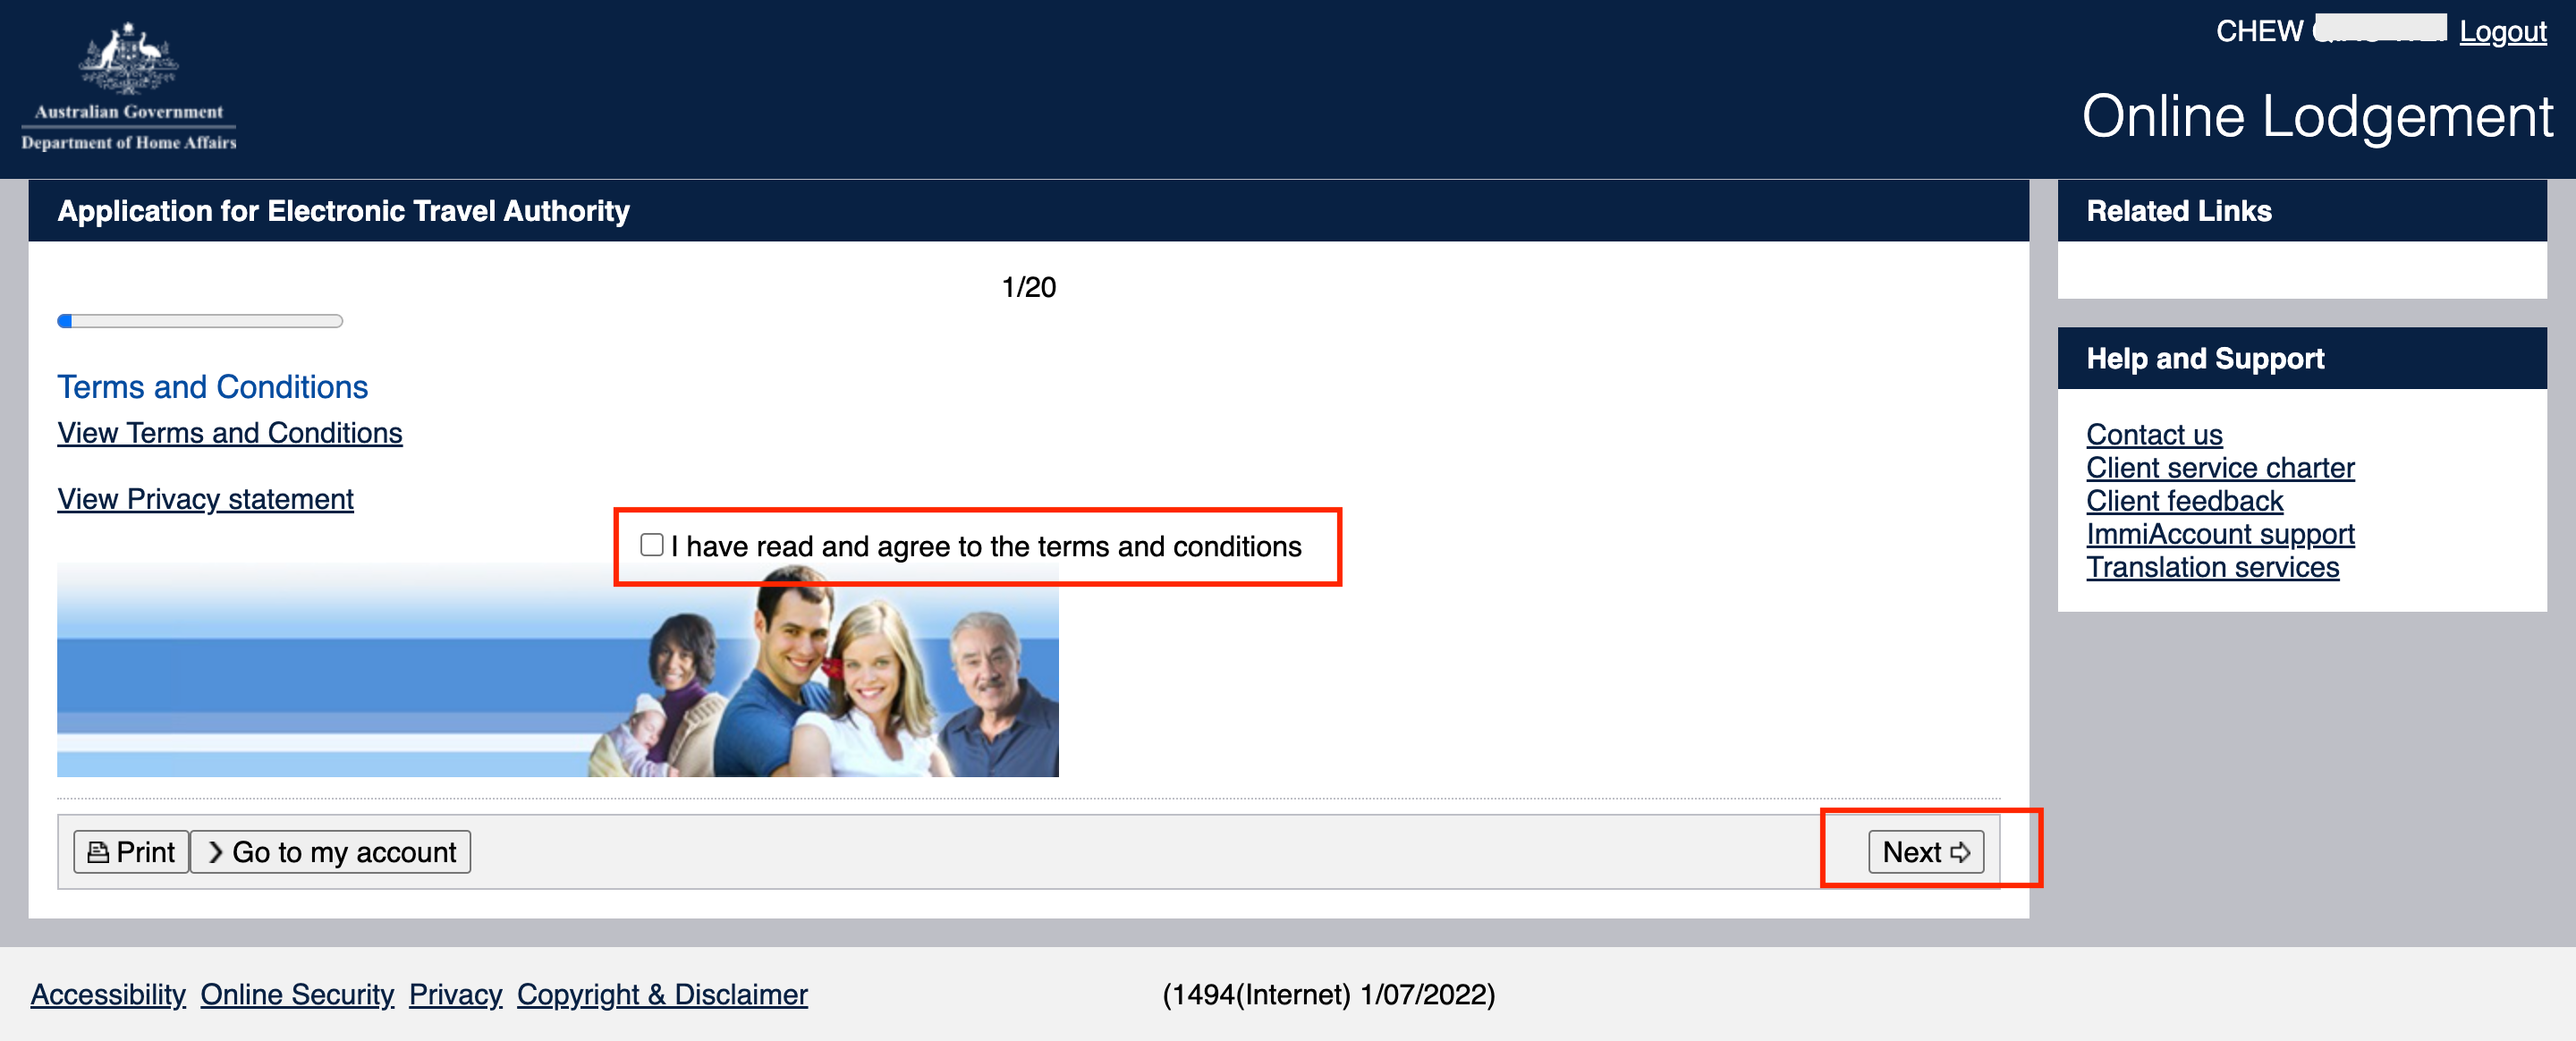 CHEW
Logout
Australian Government
Department of Home Affairs
Online Lodgement
Application for Electronic Travel Authority
1/20
Terms and Conditions
View Terms and Conditions
View Privacy statement
I have read and agree to the terms and conditions
Print
Go to my account
Next
Related Links
Help and Support
Contact us
Client service charter
Client feedback
ImmiAccount support
Translation services
Accessibility Online Security Privacy Copyright & Disclaimer
(1494(Internet) 1/07/2022)